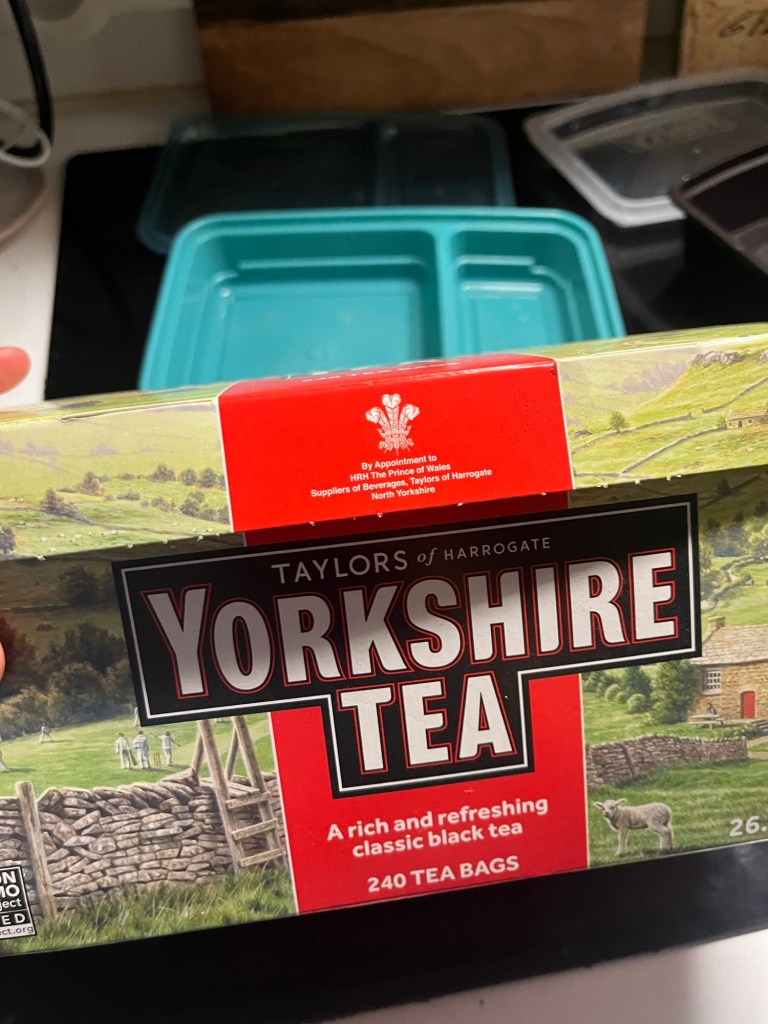 By Appointment to
HRH The Prince of Wales
Suppliers of Beverages, Taylors of Harrogate
North Yorkshire
TAYLORS of HARROGATE
YORKSHIRE
TEA
A rich and refreshing
classic black tea
240 TEA BAGS
26.